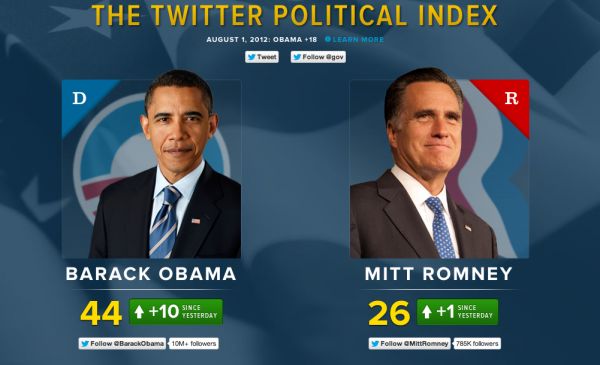 THE TWITTER POLITICAL INDEX
AUGUST 1, 2012: OBAMA +18 LEARN MORE
Tweet Follow @gov
D
R
BARACK OBAMA
44 +10 SINCE YESTERDAY
Follow @BarackObama 10M+ followers
MITT ROMNEY
26 +1 SINCE YESTERDAY
Follow @MittRomney 785K followers